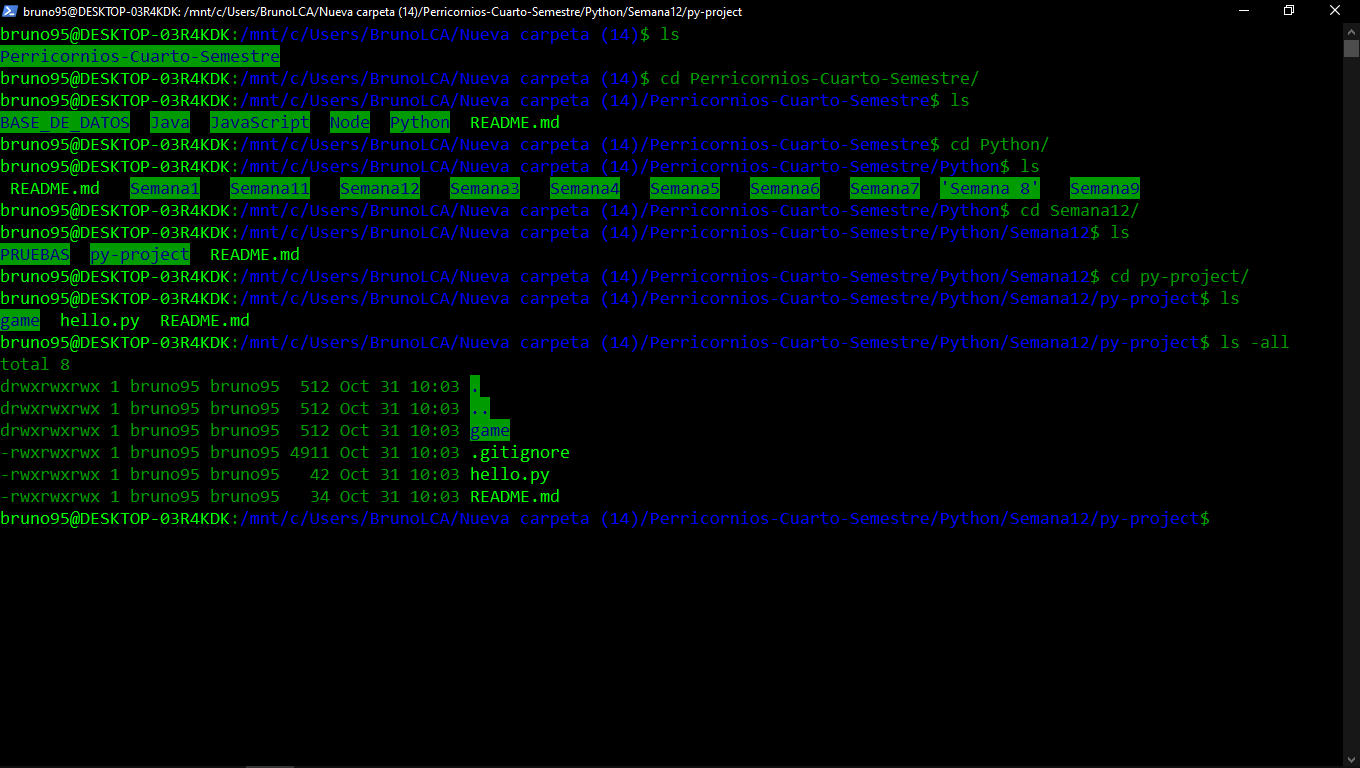 bruno95@DESKTOP-03R4KDK: /mnt/c/Users/BrunoLCA/Nueva carpeta (14)/Perricornios-Cuarto-Semestre/Python/Semana12/py-project
bruno95@DESKTOP-03R4KDK:/mnt/c/Users/BrunoLCA/Nueva carpeta (14)$ ls
Perricornios-Cuarto-Semestre
bruno95@DESKTOP-03R4KDK:/mnt/c/Users/BrunoLCA/Nueva carpeta (14)$ cd Perricornios-Cuarto-Semestre/
bruno95@DESKTOP-03R4KDK:/mnt/c/Users/BrunoLCA/Nueva carpeta (14)/Perricornios-Cuarto-Semestre$ ls
BASE_DE_DATOS  Java  JavaScript  Node  Python  README.md
bruno95@DESKTOP-03R4KDK:/mnt/c/Users/BrunoLCA/Nueva carpeta (14)/Perricornios-Cuarto-Semestre$ cd Python/
bruno95@DESKTOP-03R4KDK:/mnt/c/Users/BrunoLCA/Nueva carpeta (14)/Perricornios-Cuarto-Semestre/Python$ ls
 README.md   Semana1   Semana11   Semana12   Semana3   Semana4   Semana5   Semana6   Semana7  'Semana 8'   Semana9
bruno95@DESKTOP-03R4KDK:/mnt/c/Users/BrunoLCA/Nueva carpeta (14)/Perricornios-Cuarto-Semestre/Python$ cd Semana12/
bruno95@DESKTOP-03R4KDK:/mnt/c/Users/BrunoLCA/Nueva carpeta (14)/Perricornios-Cuarto-Semestre/Python/Semana12$ ls
PRUEBAS  py-project  README.md
bruno95@DESKTOP-03R4KDK:/mnt/c/Users/BrunoLCA/Nueva carpeta (14)/Perricornios-Cuarto-Semestre/Python/Semana12$ cd py-project/
bruno95@DESKTOP-03R4KDK:/mnt/c/Users/BrunoLCA/Nueva carpeta (14)/Perricornios-Cuarto-Semestre/Python/Semana12/py-project$ ls
game  hello.py  README.md
bruno95@DESKTOP-03R4KDK:/mnt/c/Users/BrunoLCA/Nueva carpeta (14)/Perricornios-Cuarto-Semestre/Python/Semana12/py-project$ ls -all
total 8
drwxrwxrwx 1 bruno95 bruno95  512 Oct 31 10:03 .
drwxrwxrwx 1 bruno95 bruno95  512 Oct 31 10:03 ..
drwxrwxrwx 1 bruno95 bruno95  512 Oct 31 10:03 game
-rwxrwxrwx 1 bruno95 bruno95 4911 Oct 31 10:03 .gitignore
-rwxrwxrwx 1 bruno95 bruno95   42 Oct 31 10:03 hello.py
-rwxrwxrwx 1 bruno95 bruno95   34 Oct 31 10:03 README.md
bruno95@DESKTOP-03R4KDK:/mnt/c/Users/BrunoLCA/Nueva carpeta (14)/Perricornios-Cuarto-Semestre/Python/Semana12/py-project$